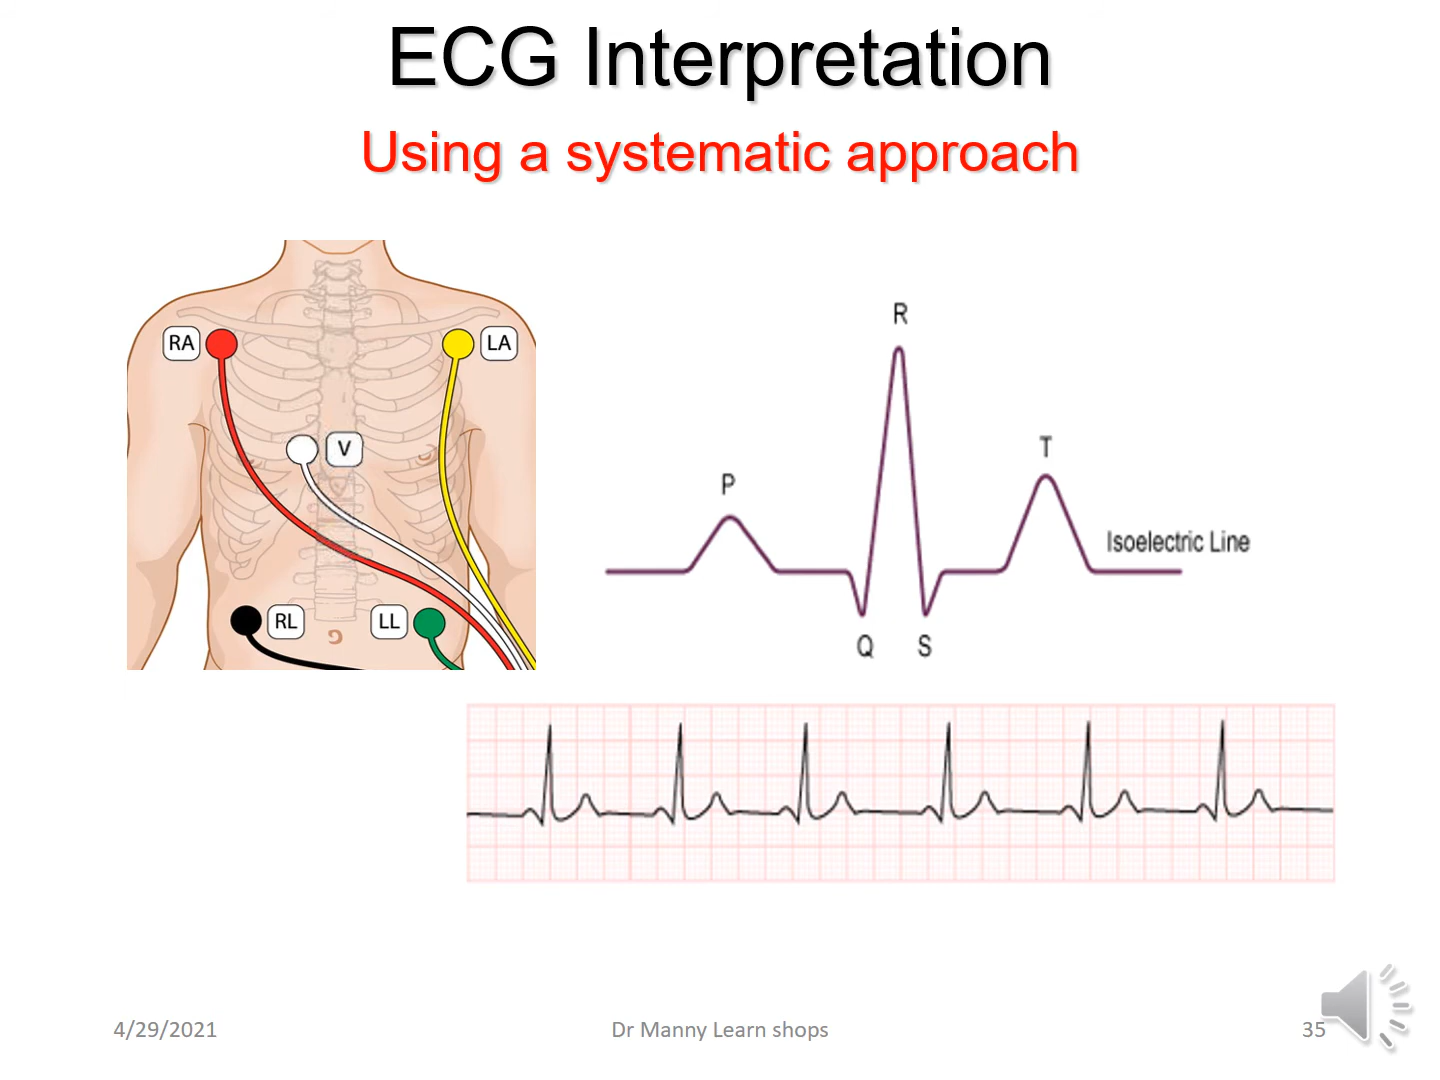 ECG Interpretation
Using a systematic approach
RA
LA
V
RL
LL
R
P
T
Isoelectric Line
Q
S
4/29/2021
Dr Manny Learn shops
35